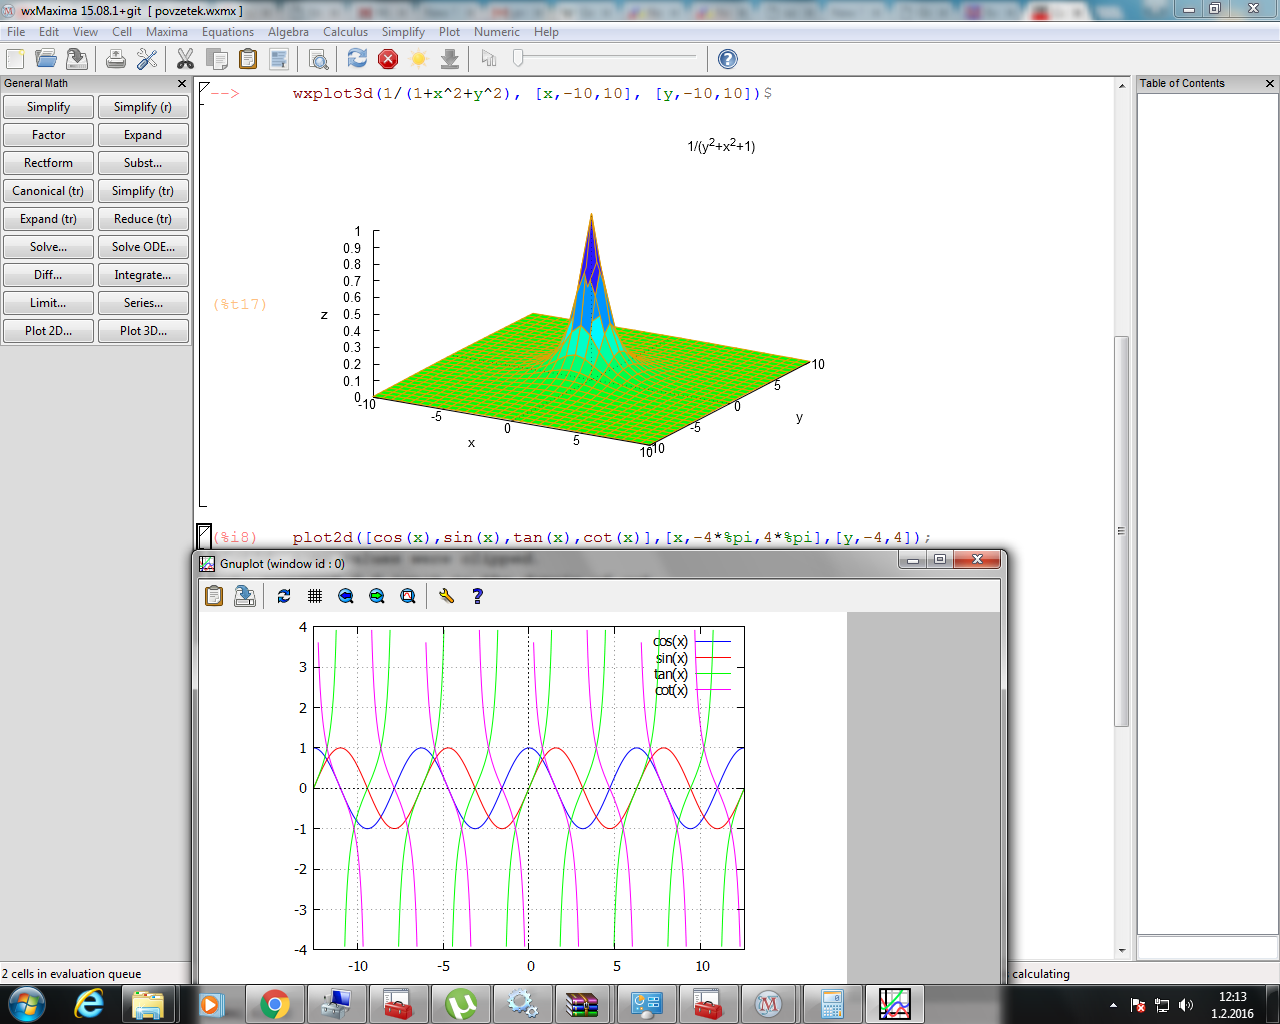 wxMaxima 15.08.1+git [ povzetek.wxmx ]
File Edit View Cell Maxima Equations Algebra Calculus Simplify Plot Numeric Help
General Math
Simplify Simplify (r)
Factor Expand
Rectform Subst...
Canonical (tr) Simplify (tr)
Expand (tr) Reduce (tr)
Solve... Solve ODE...
Diff... Integrate...
Limit... Series...
Plot 2D... Plot 3D...
Table of Contents
--> wxplot3d(1/(1+x^2+y^2), [x,-10,10], [y,-10,10])$
1/(y²+x²+1)
(%t17)
z
1
0.9
0.8
0.7
0.6
0.5
0.4
0.3
0.2
0.1
0
-10 -5 0 5 10
x
-10 -5 0 5 10
y
(%i8) plot2d([cos(x),sin(x),tan(x),cot(x)],[x,-4*%pi,4*%pi],[y,-4,4]);
values were clipped.
Gnuplot (window id : 0)
cos(x)
sin(x)
tan(x)
cot(x)
4
3
2
1
0
-1
-2
-3
-4
-10 -5 0 5 10
2 cells in evaluation queue
calculating
12:13
1.2.2016